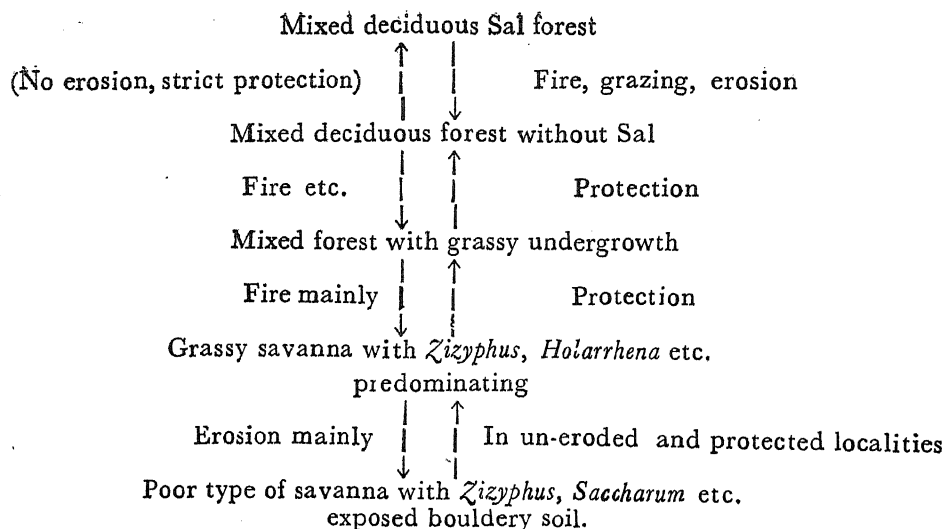 Mixed deciduous Sal forest
(No erosion, strict protection) Fire, grazing, erosion
Mixed deciduous forest without Sal
Fire etc. Protection
Mixed forest with grassy undergrowth
Fire mainly Protection
Grassy savanna with Zizyphus, Holarrhena etc.
predominating
Erosion mainly In un-eroded and protected localities
Poor type of savanna with Zizyphus, Saccharum etc.
exposed bouldery soil.